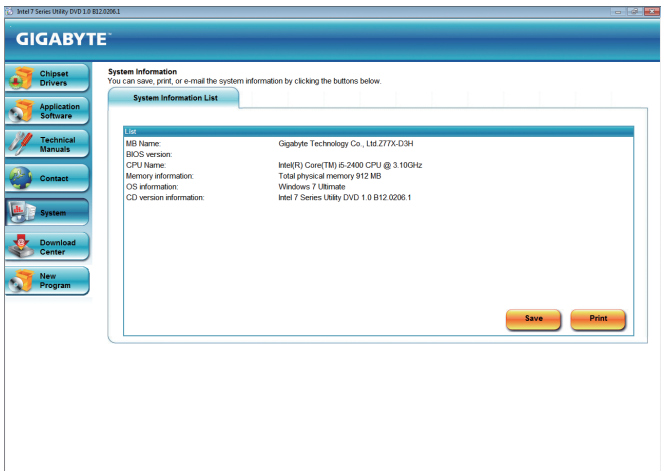 Intel 7 Series Utility DVD 1.0 B12.0206.1
GIGABYTE™
Chipset
Drivers
Application
Software
Technical
Manuals
Contact
System
Download
Center
New
Program
System Information
You can save, print, or e-mail the system information by clicking the buttons below.
System Information List
List
MB Name: Gigabyte Technology Co., Ltd.Z77X-D3H
BIOS version:
CPU Name: Intel(R) Core(TM) i5-2400 CPU @ 3.10GHz
Memory information: Total physical memory 912 MB
OS information: Windows 7 Ultimate
CD version information: Intel 7 Series Utility DVD 1.0 B12.0206.1
Save Print